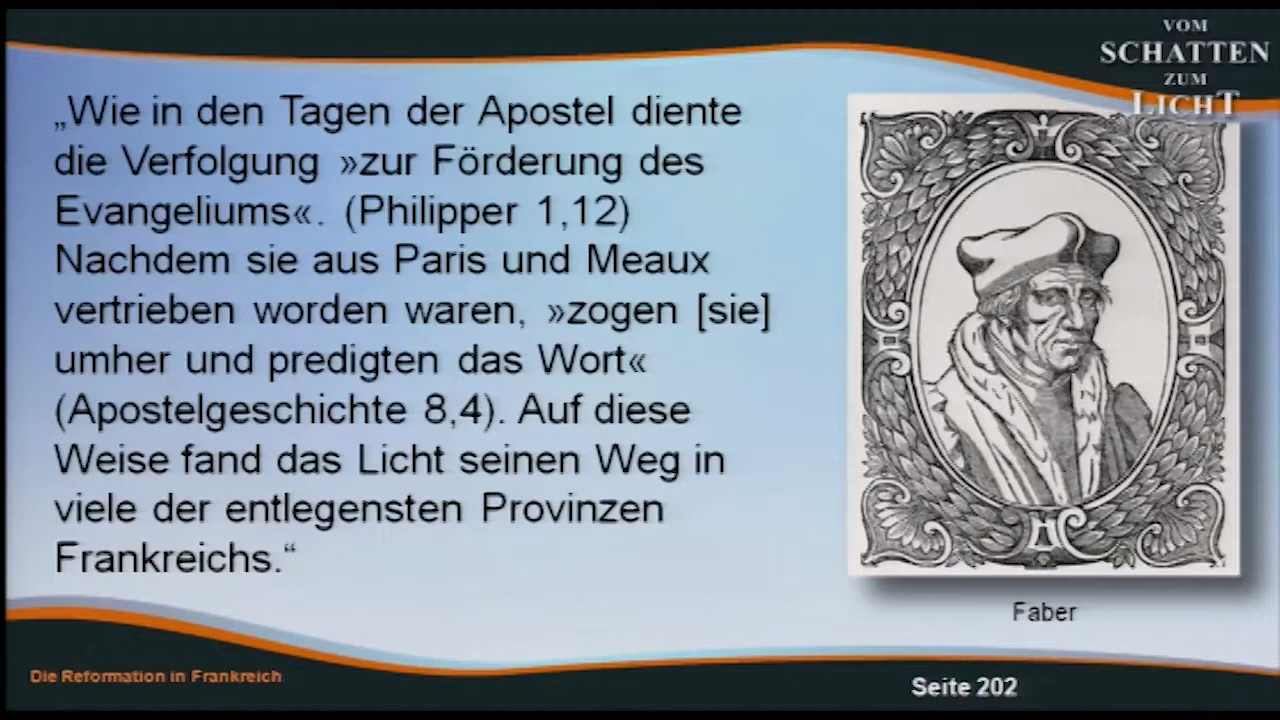 VOM
SCHATTEN
ZUM
LICHT
„Wie in den Tagen der Apostel diente
die Verfolgung »zur Förderung des
Evangeliums«. (Philipper 1,12)
Nachdem sie aus Paris und Meaux
vertrieben worden waren, »zogen [sie]
umher und predigten das Wort«
(Apostelgeschichte 8,4). Auf diese
Weise fand das Licht seinen Weg in
viele der entlegensten Provinzen
Frankreichs.“
Faber
Die Reformation in Frankreich
Seite 202